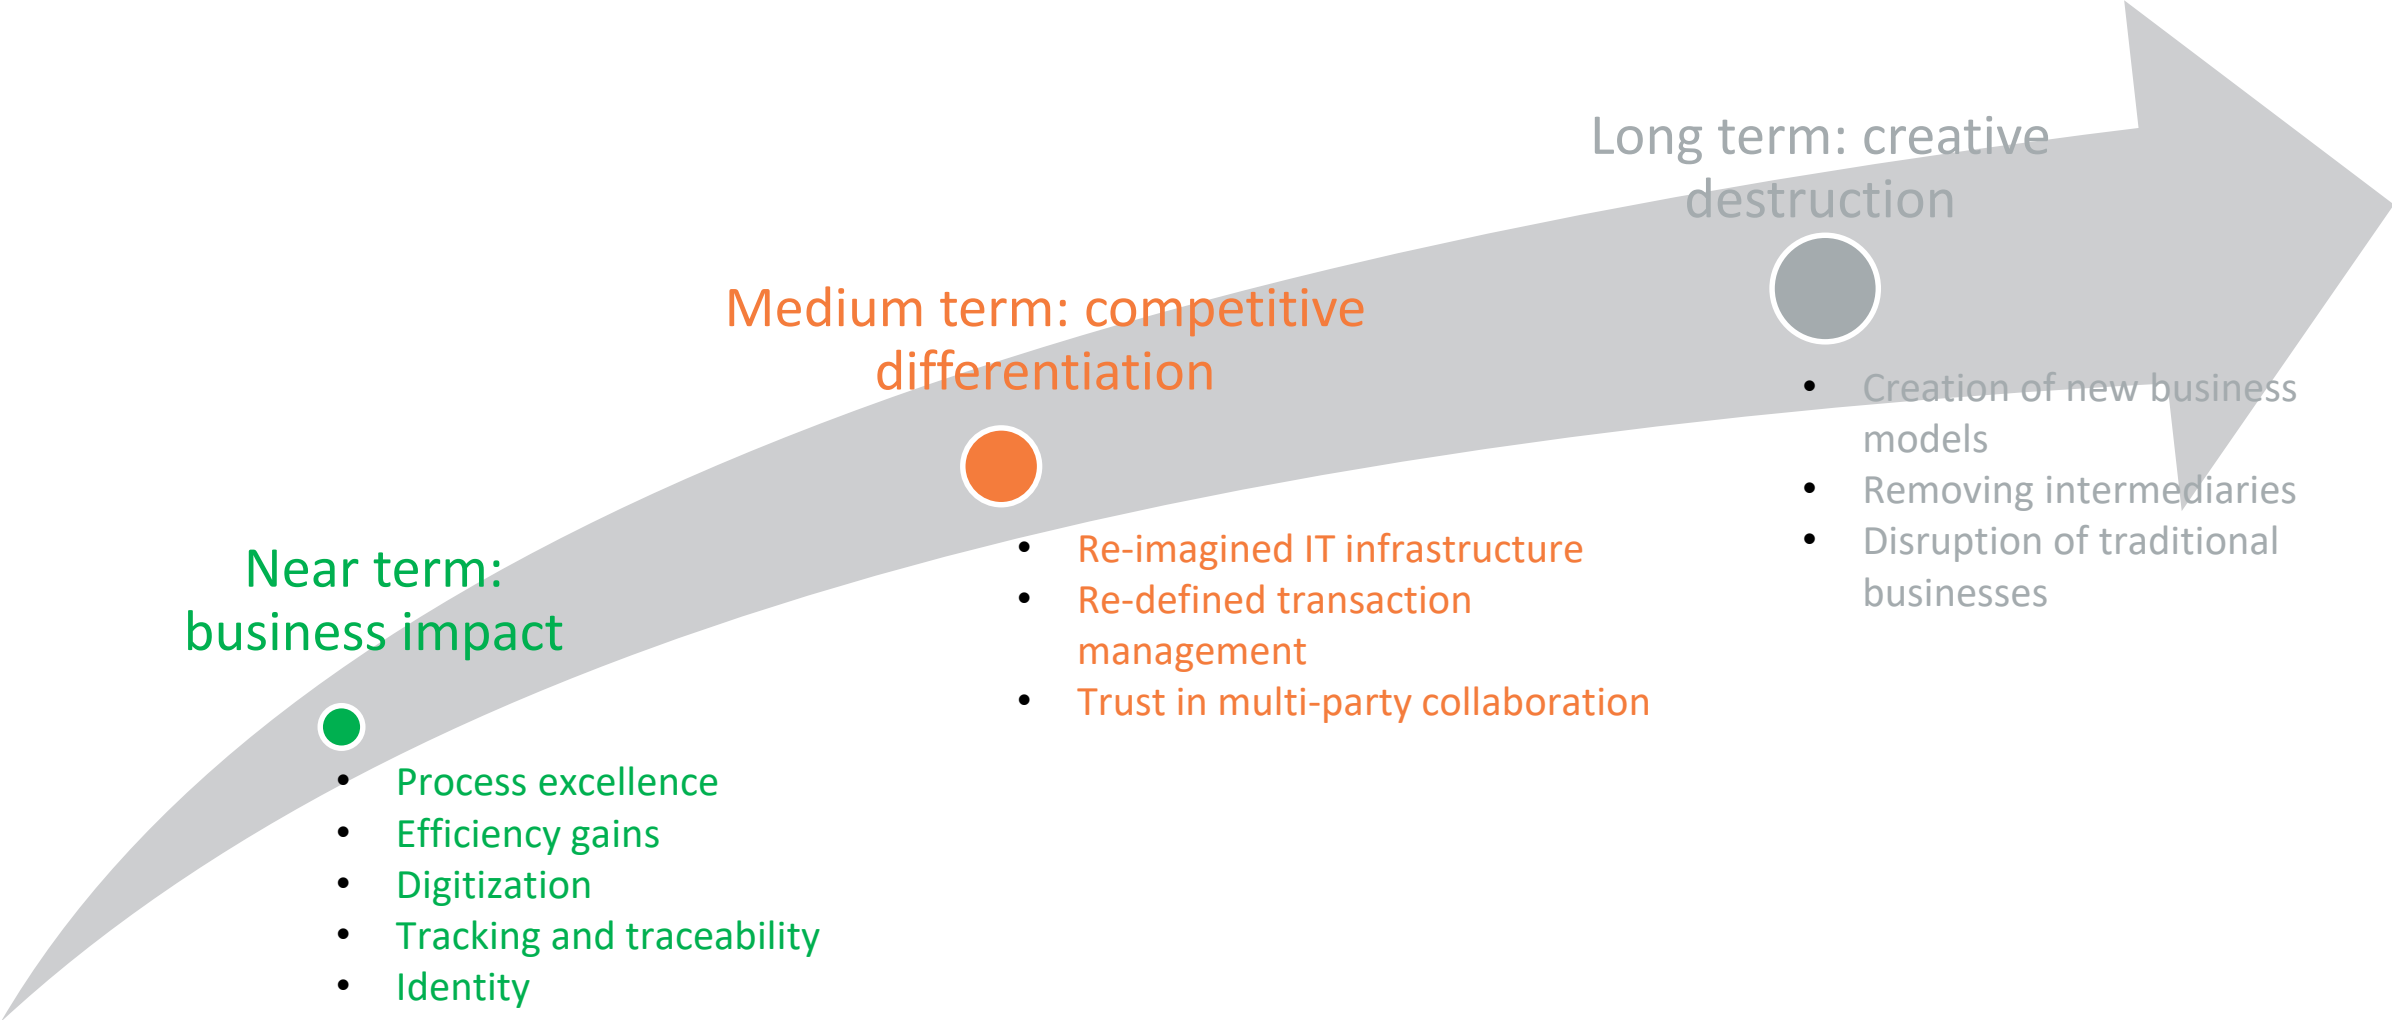 Near term:
business impact
• Process excellence
• Efficiency gains
• Digitization
• Tracking and traceability
• Identity
Medium term: competitive
differentiation
• Re-imagined IT infrastructure
• Re-defined transaction
management
• Trust in multi-party collaboration
Long term: creative
destruction
• Creation of new business
models
• Removing intermediaries
• Disruption of traditional
businesses